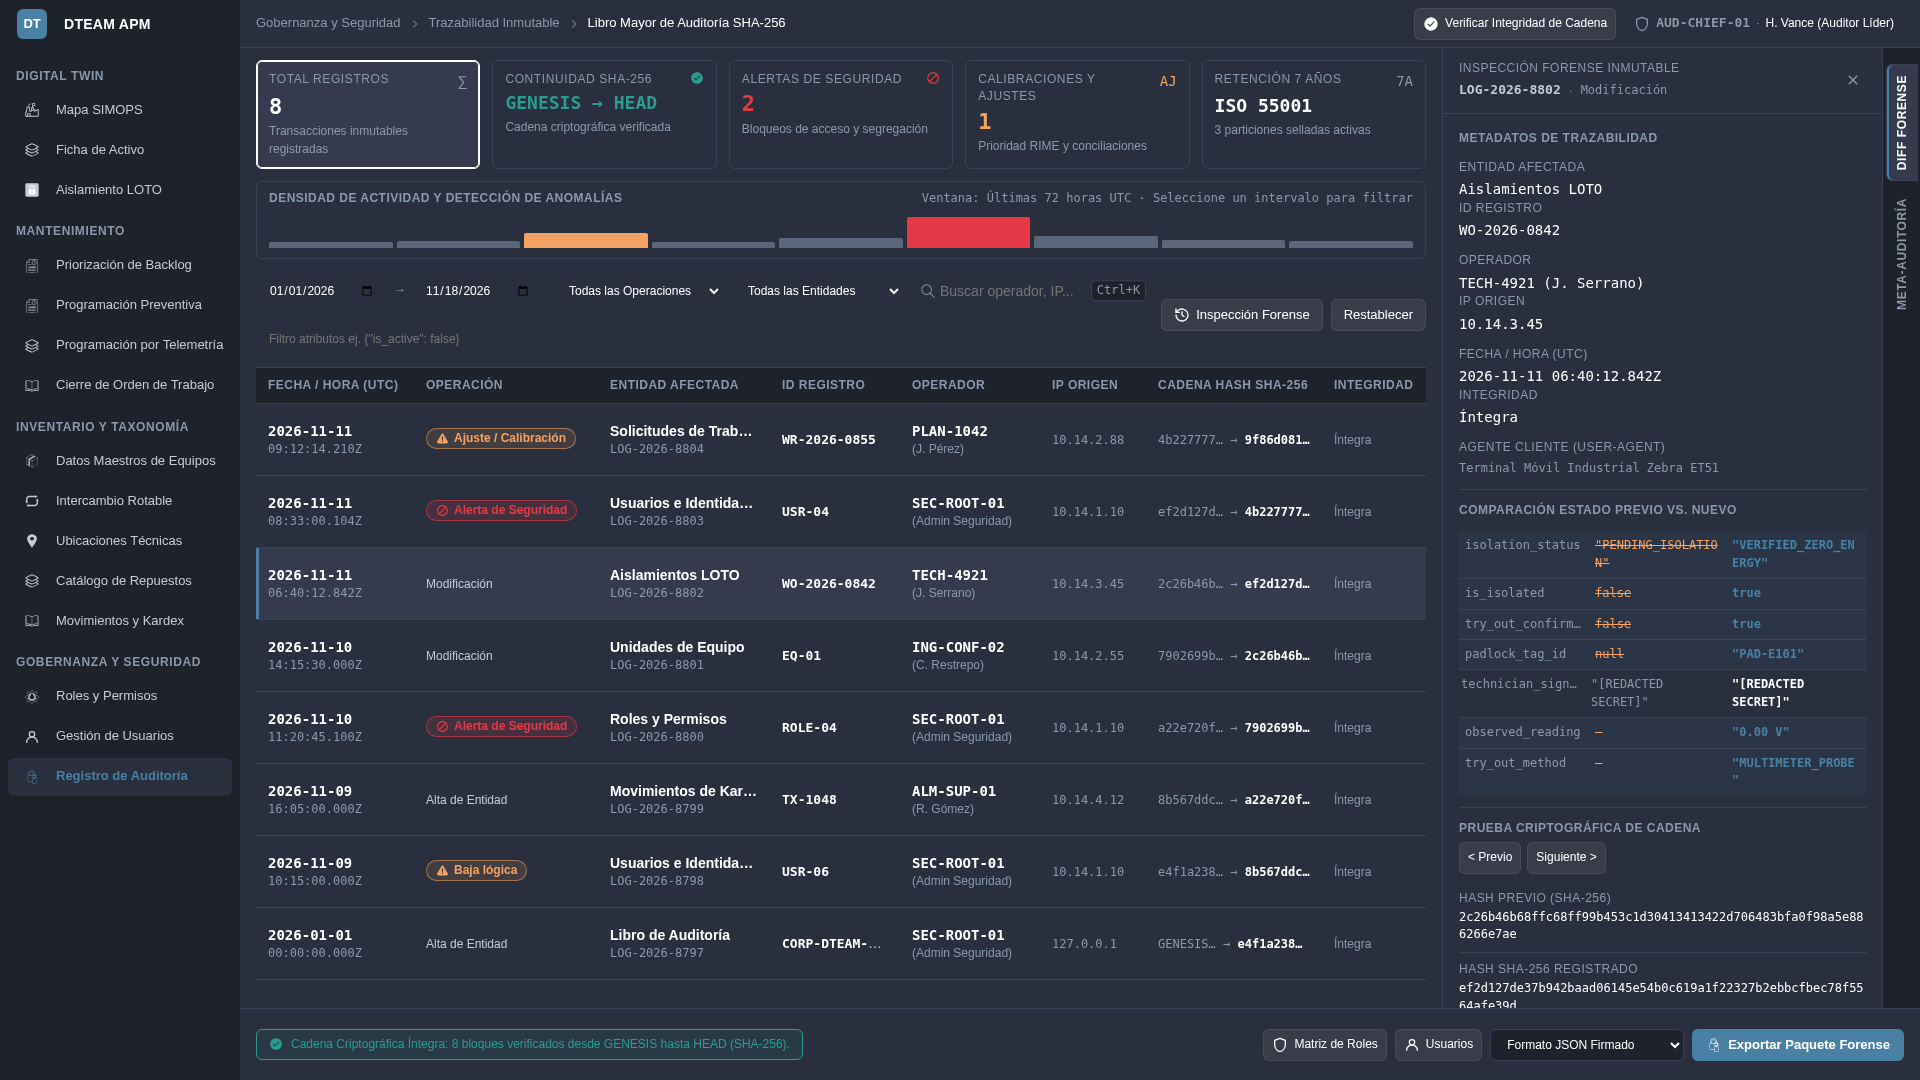 DT DTEAM APM
DIGITAL TWIN
Mapa SIMOPS
Ficha de Activo
Aislamiento LOTO
MANTENIMIENTO
Priorización de Backlog
Programación Preventiva
Programación por Telemetría
Cierre de Orden de Trabajo
INVENTARIO Y TAXONOMÍA
Datos Maestros de Equipos
Intercambio Rotable
Ubicaciones Técnicas
Catálogo de Repuestos
Movimientos y Kardex
GOBERNANZA Y SEGURIDAD
Roles y Permisos
Gestión de Usuarios
Registro de Auditoría
Gobernanza y Seguridad > Trazabilidad Inmutable > Libro Mayor de Auditoría SHA-256
Verificar Integridad de Cadena
AUD-CHIEF-01 · H. Vance (Auditor Líder)
TOTAL REGISTROS ∑
8
Transacciones inmutables
registradas
CONTINUIDAD SHA-256
GENESIS → HEAD
Cadena criptográfica verificada
ALERTAS DE SEGURIDAD
2
Bloqueos de acceso y segregación
CALIBRACIONES Y AJ
AJUSTES
1
Prioridad RIME y conciliaciones
RETENCIÓN 7 AÑOS 7A
ISO 55001
3 particiones selladas activas
DENSIDAD DE ACTIVIDAD Y DETECCIÓN DE ANOMALÍAS
Ventana: Últimas 72 horas UTC · Seleccione un intervalo para filtrar
01/01/2026 → 11/18/2026 Todas las Operaciones Todas las Entidades Buscar operador, IP... Ctrl+K
Inspección Forense Restablecer
Filtro atributos ej. {"is_active": false}
FECHA / HORA (UTC) OPERACIÓN ENTIDAD AFECTADA ID REGISTRO OPERADOR IP ORIGEN CADENA HASH SHA-256 INTEGRIDAD
2026-11-11 Ajuste / Calibración Solicitudes de Trab… WR-2026-0855 PLAN-1042 10.14.2.88 4b227777… → 9f86d081… Íntegra
09:12:14.210Z LOG-2026-8804 (J. Pérez)
2026-11-11 Alerta de Seguridad Usuarios e Identida… USR-04 SEC-ROOT-01 10.14.1.10 ef2d127d… → 4b227777… Íntegra
08:33:00.104Z LOG-2026-8803 (Admin Seguridad)
2026-11-11 Modificación Aislamientos LOTO WO-2026-0842 TECH-4921 10.14.3.45 2c26b46b… → ef2d127d… Íntegra
06:40:12.842Z LOG-2026-8802 (J. Serrano)
2026-11-10 Modificación Unidades de Equipo EQ-01 ING-CONF-02 10.14.2.55 7902699b… → 2c26b46b… Íntegra
14:15:30.000Z LOG-2026-8801 (C. Restrepo)
2026-11-10 Alerta de Seguridad Roles y Permisos ROLE-04 SEC-ROOT-01 10.14.1.10 a22e720f… → 7902699b… Íntegra
11:20:45.100Z LOG-2026-8800 (Admin Seguridad)
2026-11-09 Alta de Entidad Movimientos de Kar… TX-1048 ALM-SUP-01 10.14.4.12 8b567ddc… → a22e720f… Íntegra
16:05:00.000Z LOG-2026-8799 (R. Gómez)
2026-11-09 Baja lógica Usuarios e Identida… USR-06 SEC-ROOT-01 10.14.1.10 e4f1a238… → 8b567ddc… Íntegra
10:15:00.000Z LOG-2026-8798 (Admin Seguridad)
2026-01-01 Alta de Entidad Libro de Auditoría CORP-DTEAM-… SEC-ROOT-01 127.0.0.1 GENESIS… → e4f1a238… Íntegra
00:00:00.000Z LOG-2026-8797 (Admin Seguridad)
INSPECCIÓN FORENSE INMUTABLE
LOG-2026-8802 · Modificación
METADATOS DE TRAZABILIDAD
ENTIDAD AFECTADA
Aislamientos LOTO
ID REGISTRO
WO-2026-0842
OPERADOR
TECH-4921 (J. Serrano)
IP ORIGEN
10.14.3.45
FECHA / HORA (UTC)
2026-11-11 06:40:12.842Z
INTEGRIDAD
Íntegra
AGENTE CLIENTE (USER-AGENT)
Terminal Móvil Industrial Zebra ET51
COMPARACIÓN ESTADO PREVIO VS. NUEVO
isolation_status "PENDING_ISOLATIO "VERIFIED_ZERO_EN
N" ERGY"
is_isolated false true
try_out_confirm… false true
padlock_tag_id null "PAD-E101"
technician_sign… "[REDACTED "[REDACTED
SECRET]" SECRET]"
observed_reading — "0.00 V"
try_out_method — "MULTIMETER_PROBE
"
PRUEBA CRIPTOGRÁFICA DE CADENA
< Previo Siguiente >
HASH PREVIO (SHA-256)
2c26b46b68ffc68ff99b453c1d30413413422d706483bfa0f98a5e88
6266e7ae
HASH SHA-256 REGISTRADO
ef2d127de37b942baad06145e54b0c619a1f22327b2ebbcfbec78f55
64afe39d
DIFF FORENSE
META-AUDITORÍA
Cadena Criptográfica Íntegra: 8 bloques verificados desde GENESIS hasta HEAD (SHA-256).
Matriz de Roles Usuarios Formato JSON Firmado Exportar Paquete Forense